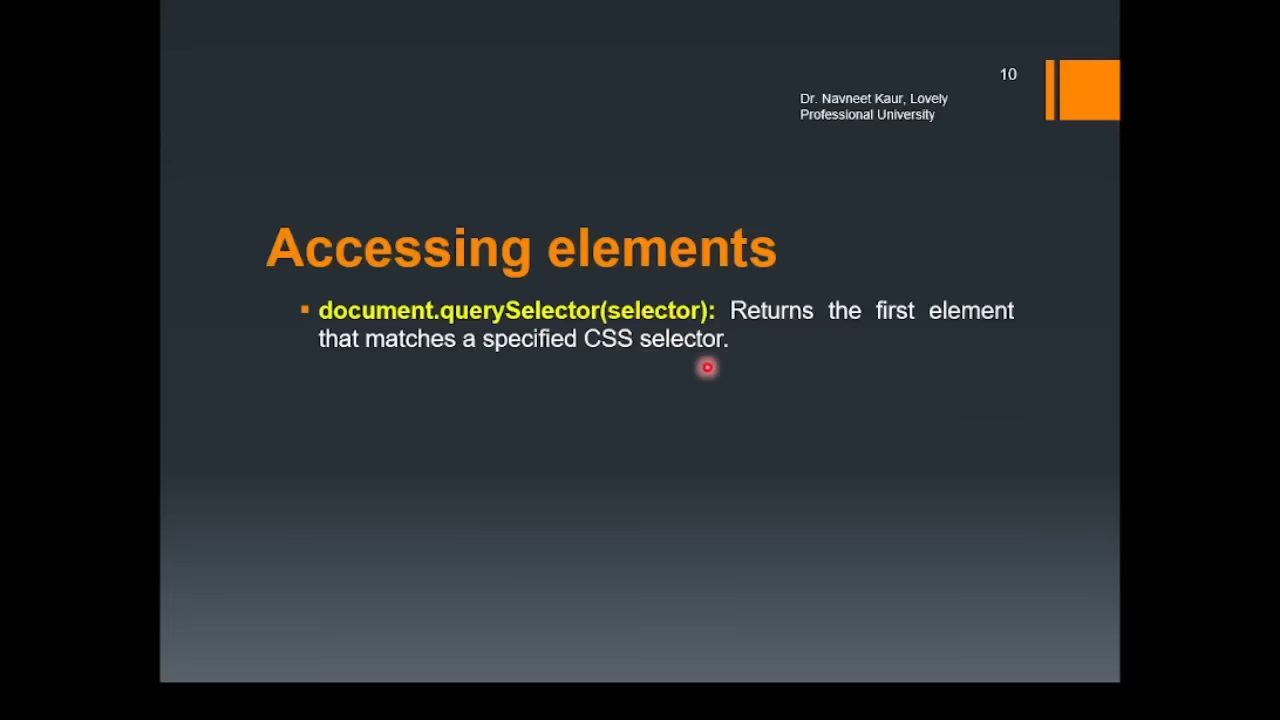 10
Dr. Navneet Kaur, Lovely
Professional University
Accessing elements
document.querySelector(selector): Returns the first element
that matches a specified CSS selector.